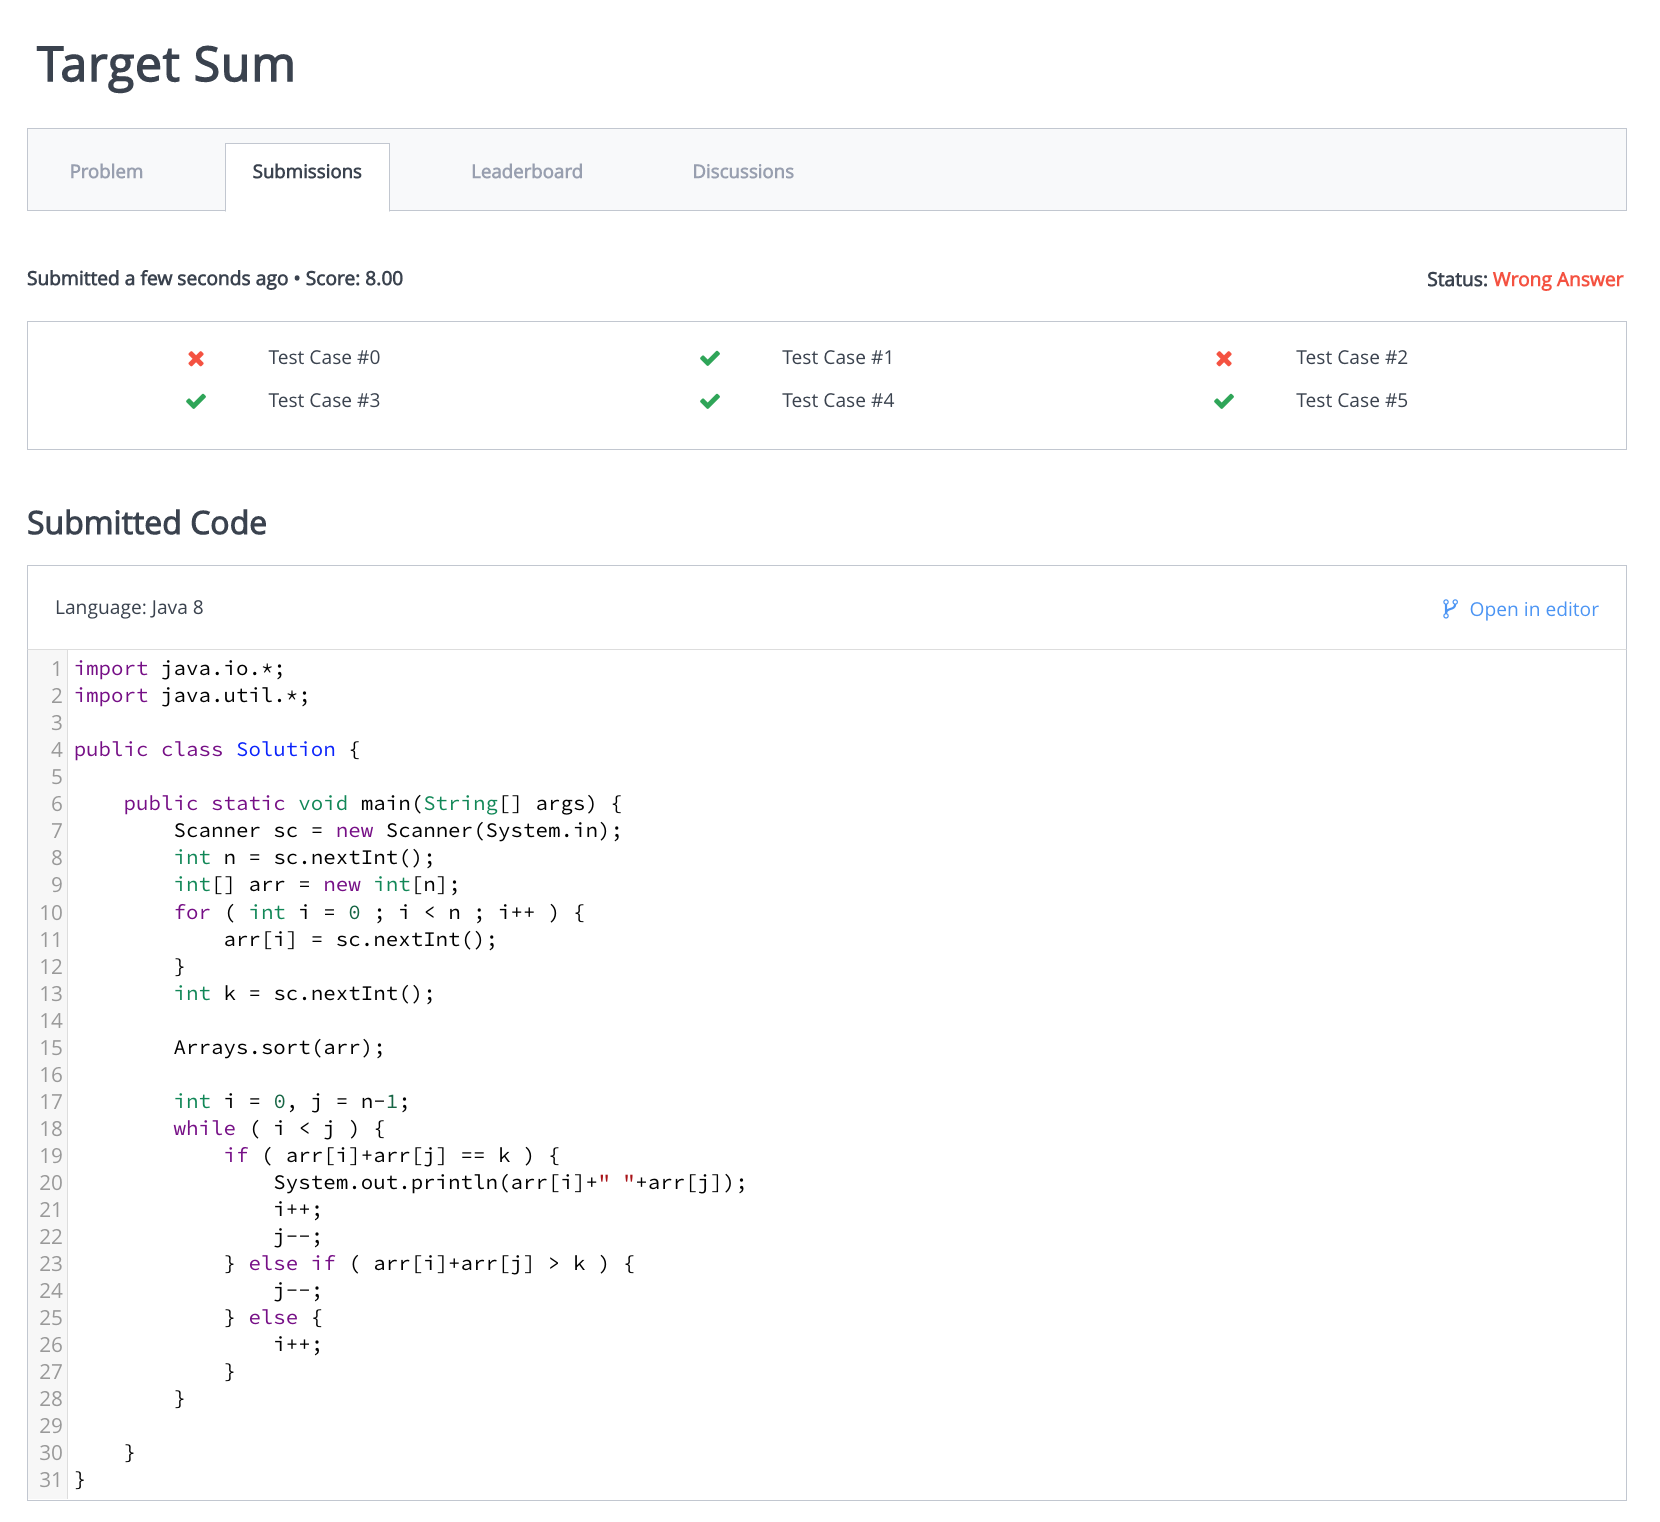 Target Sum
Problem Submissions Leaderboard Discussions
Submitted a few seconds ago • Score: 8.00 Status: Wrong Answer
Test Case #0 Test Case #1 Test Case #2
Test Case #3 Test Case #4 Test Case #5
Submitted Code
Language: Java 8 Open in editor
1 import java.io.*;
2 import java.util.*;
3
4 public class Solution {
5
6     public static void main(String[] args) {
7         Scanner sc = new Scanner(System.in);
8         int n = sc.nextInt();
9         int[] arr = new int[n];
10         for ( int i = 0 ; i < n ; i++ ) {
11             arr[i] = sc.nextInt();
12         }
13         int k = sc.nextInt();
14
15         Arrays.sort(arr);
16
17         int i = 0, j = n-1;
18         while ( i < j ) {
19             if ( arr[i]+arr[j] == k ) {
20                 System.out.println(arr[i]+" "+arr[j]);
21                 i++;
22                 j--;
23             } else if ( arr[i]+arr[j] > k ) {
24                 j--;
25             } else {
26                 i++;
27             }
28         }
29
30     }
31 }